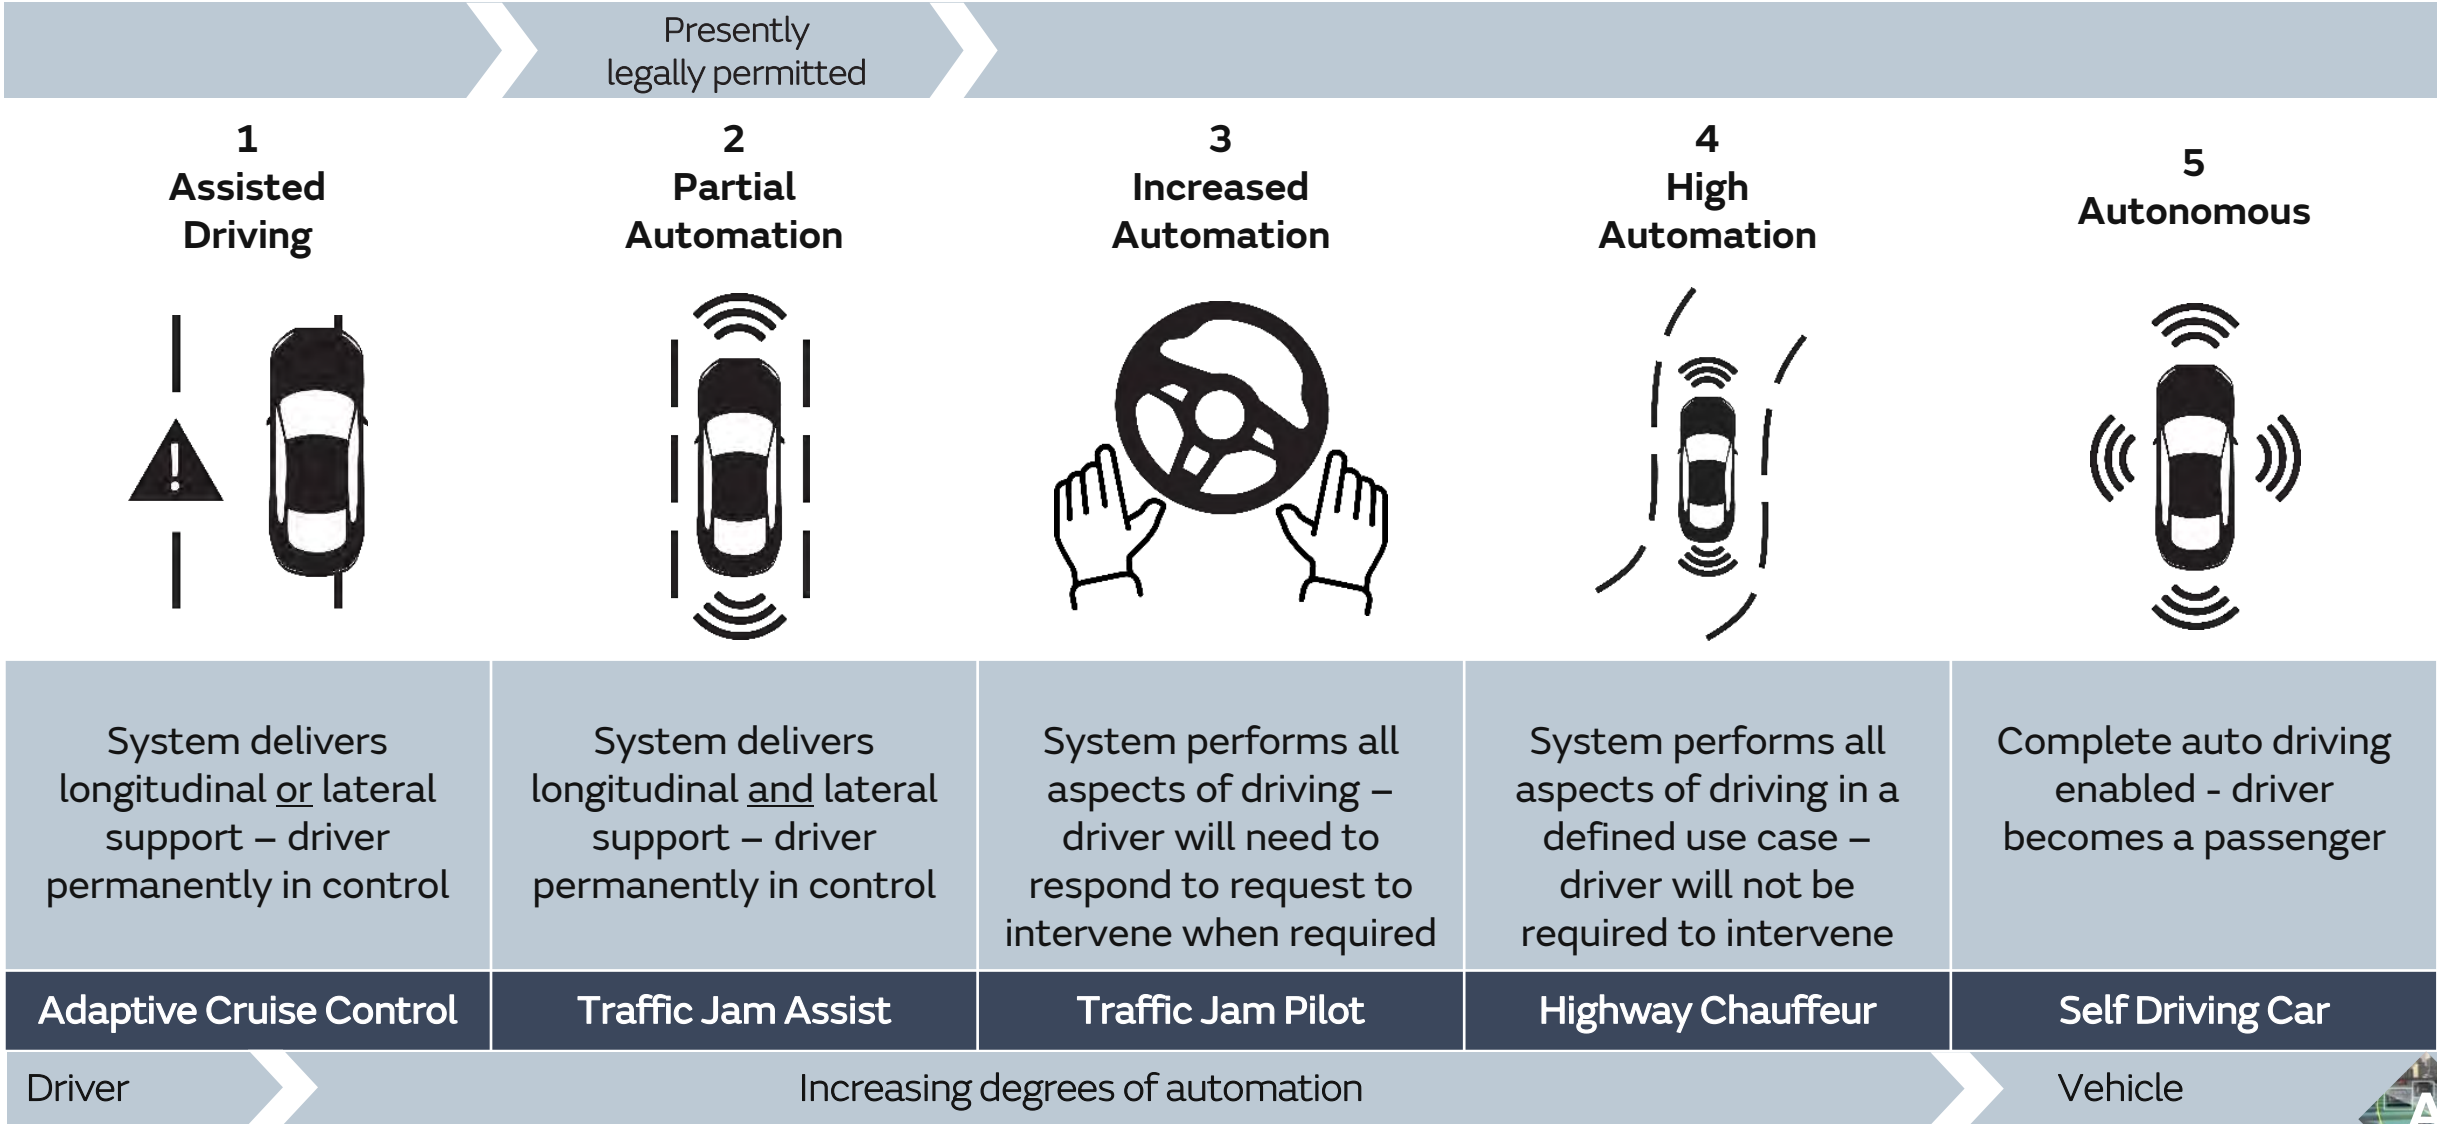 Presently
legally permitted
1
Assisted
Driving
2
Partial
Automation
3
Increased
Automation
4
High
Automation
5
Autonomous
System delivers
longitudinal or lateral
support – driver
permanently in control
System delivers
longitudinal and lateral
support – driver
permanently in control
System performs all
aspects of driving –
driver will need to
respond to request to
intervene when required
System performs all
aspects of driving in a
defined use case –
driver will not be
required to intervene
Complete auto driving
enabled - driver
becomes a passenger
Adaptive Cruise Control
Traffic Jam Assist
Traffic Jam Pilot
Highway Chauffeur
Self Driving Car
Driver
Increasing degrees of automation
Vehicle